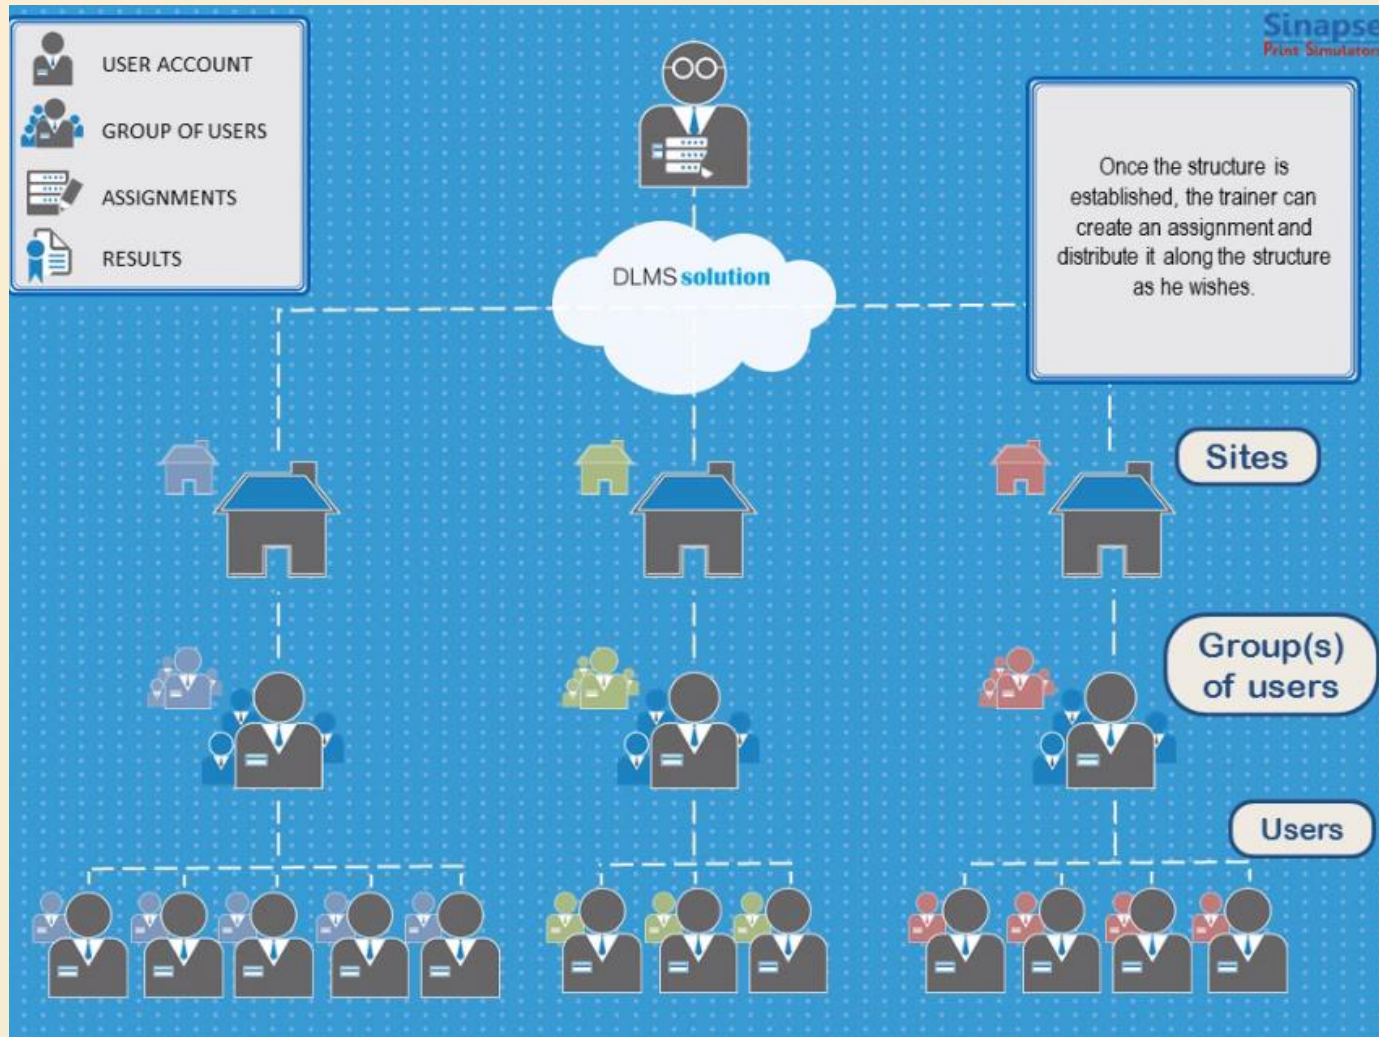 USER ACCOUNT
GROUP OF USERS
ASSIGNMENTS
RESULTS
Sinapse
Print Simulators
Once the structure is
established, the trainer can
create an assignment and
distribute it along the structure
as he wishes.
DLMS solution
Sites
Group(s)
of users
Users